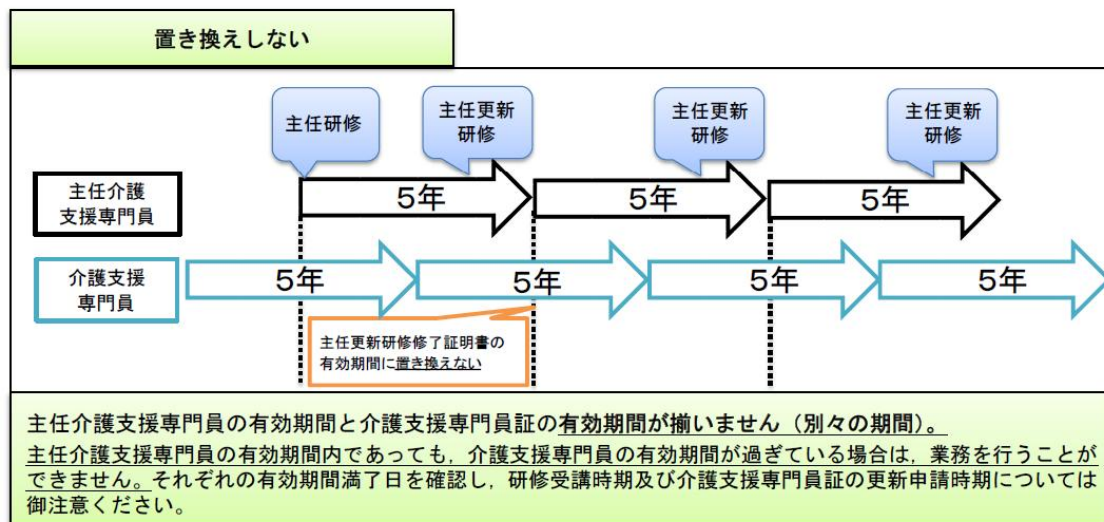 置き換えしない
主任研修
主任更新
研修
主任更新
研修
主任更新
研修
主任介護
支援専門員
5年
5年
5年
介護支援
専門員
5年
5年
5年
5年
主任更新研修修了証明書の
有効期間に置き換えない
主任介護支援専門員の有効期間と介護支援専門員証の有効期間が揃いません（別々の期間）。
主任介護支援専門員の有効期間内であっても，介護支援専門員の有効期間が過ぎている場合は，業務を行うことが
できません。それぞれの有効期間満了日を確認し，研修受講時期及び介護支援専門員証の更新申請時期については
御注意ください。